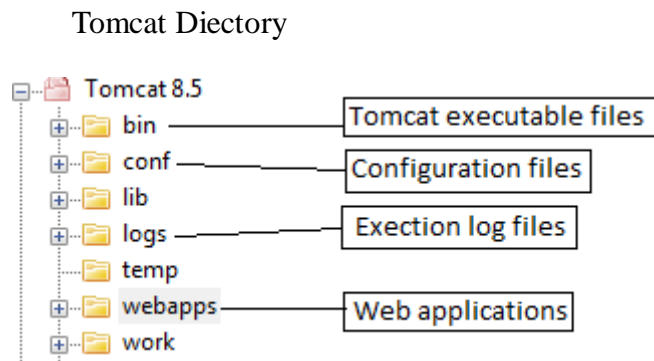 Tomcat Diectory
Tomcat 8.5
bin
Tomcat executable files
conf
Configuration files
lib
logs
Exection log files
temp
webapps
Web applications
work